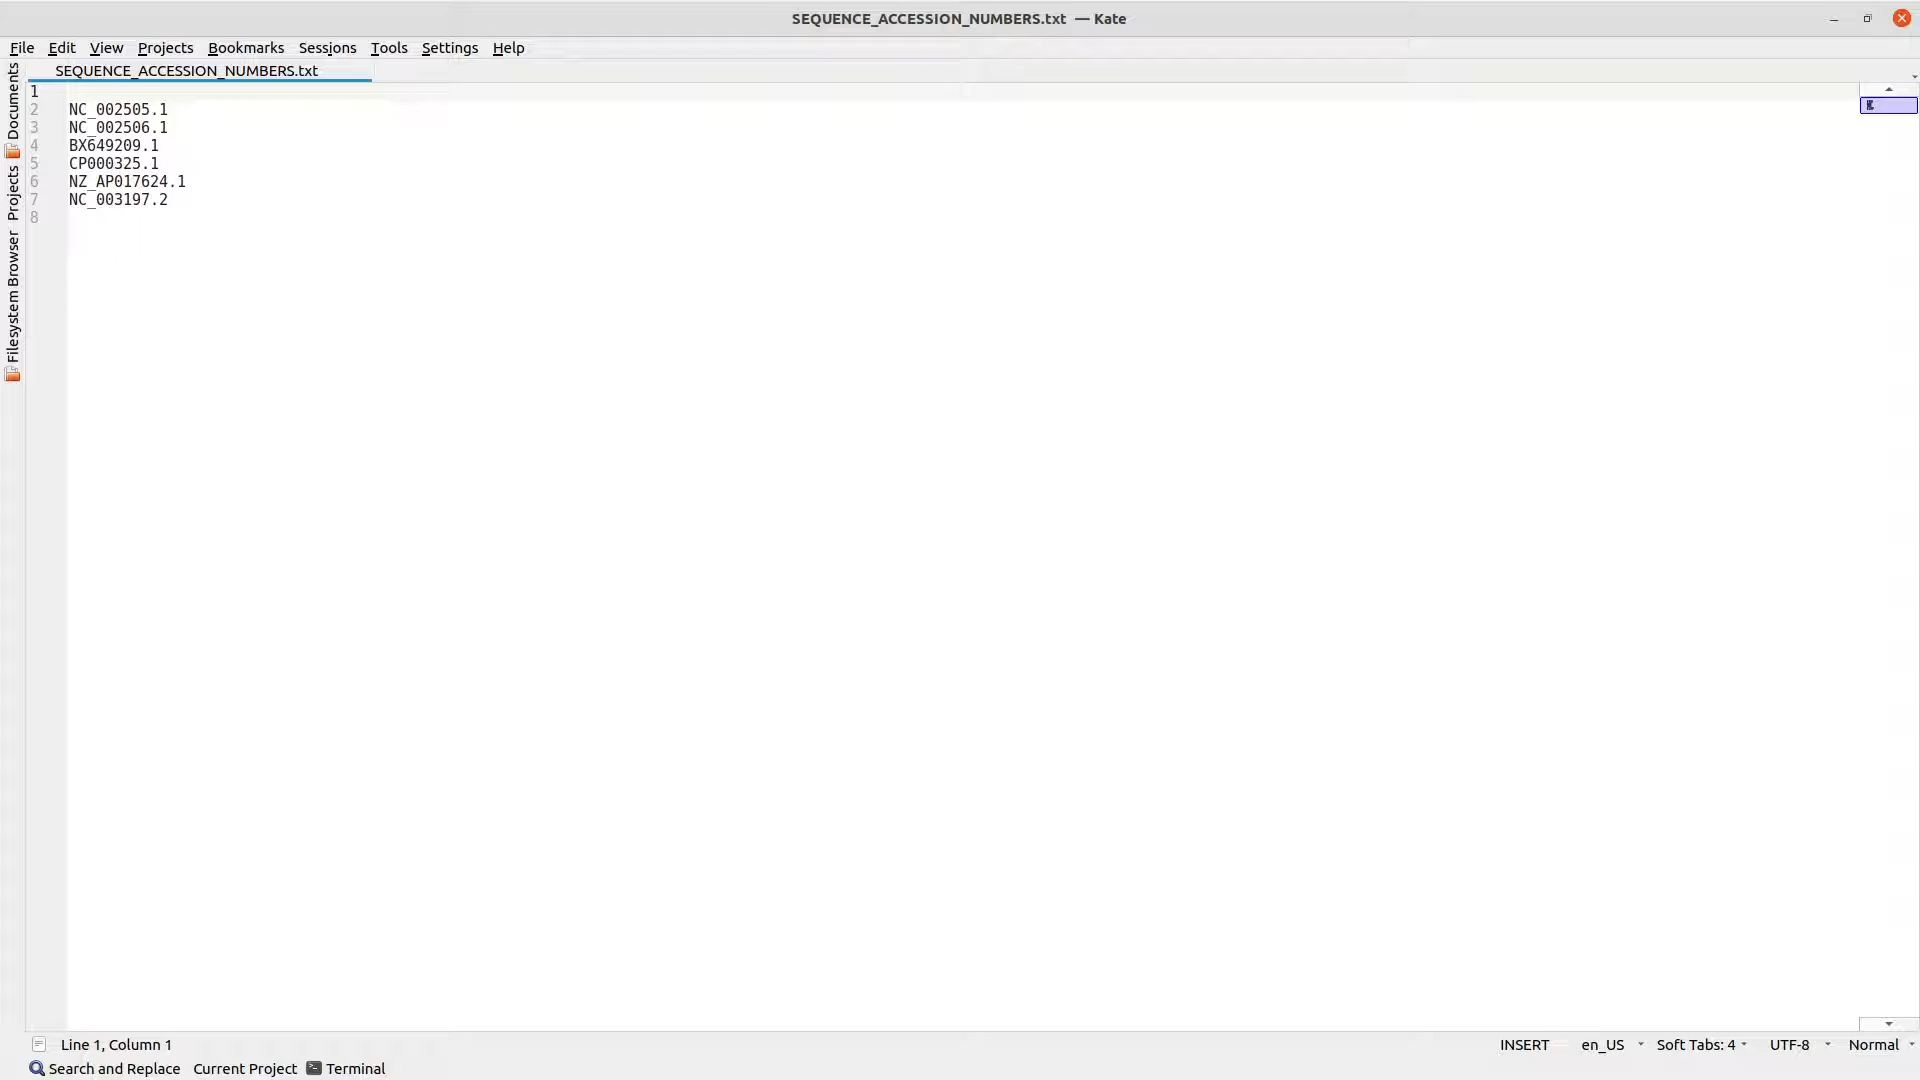 SEQUENCE_ACCESSION_NUMBERS.txt — Kate
File Edit View Projects Bookmarks Sessions Tools Settings Help
SEQUENCE_ACCESSION_NUMBERS.txt
Documents
Projects
Filesystem Browser
1
2 NC_002505.1
3 NC_002506.1
4 BX649209.1
5 CP000325.1
6 NZ_AP017624.1
7 NC_003197.2
8
Line 1, Column 1 INSERT en_US Soft Tabs: 4 UTF-8 Normal
Search and Replace Current Project Terminal